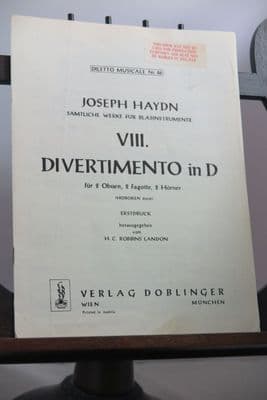 DILETTO MUSICALE Nr.
JOSEPH HAYDN
SÄMTLICHE WERKE FÜR BLASINSTRUMENTE
VIII.
DIVERTIMENTO in D
für 2 Oboen, 2 Fagotte, 2 Hörner
(HOBOKEN
ERSTDRUCK
herausgegeben
von
H. C. ROBBINS LANDON
VERLAG DOBLINGER
WIEN MÜNCHEN
Printed in Austria